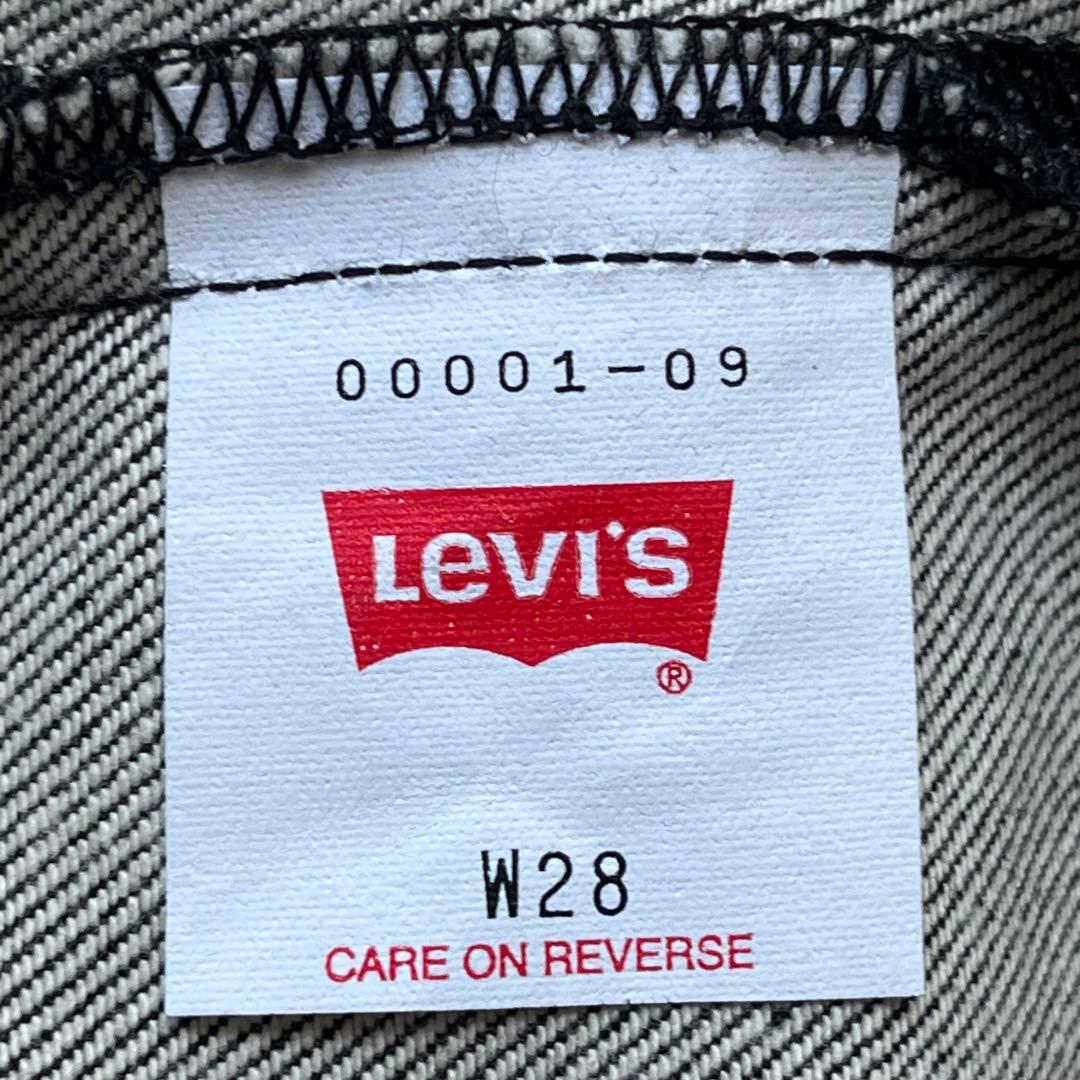 00001-09
LeVI'S
®
W28
CARE ON REVERSE